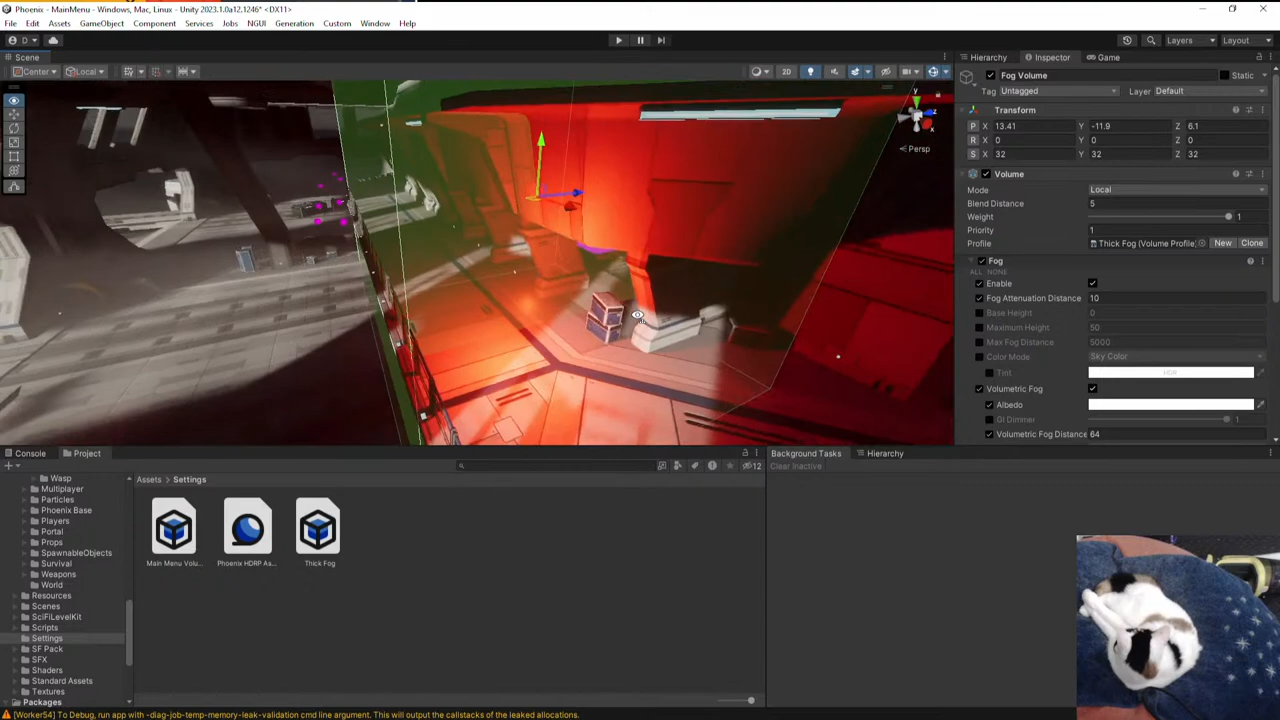 Phoenix - MainMenu - Windows, Mac, Linux - Unity 2023.1.0a12.1246* <DX11>
File Edit Assets GameObject Component Services Jobs NGUI Generation Custom Window Help
D
Layers Layout
Scene
Hierarchy Inspector Game
Center Local
2D
Fog Volume Static
Tag Untagged Layer Default
Transform
P X 13.41 Y -11.9 Z 6.1
R X 0 Y 0 Z 0
S X 32 Y 32 Z 32
y
z
x
Persp
Volume
Mode Local
Blend Distance 5
Weight 1
Priority 1
Profile Thick Fog (Volume Profile) New Clone
Fog
ALL NONE
Enable
Fog Attenuation Distance 10
Base Height 0
Maximum Height 50
Max Fog Distance 5000
Color Mode Sky Color
Tint HDR
Volumetric Fog
Albedo
GI Dimmer 1
Volumetric Fog Distance 64
Console Project
12
Background Tasks Hierarchy
Clear Inactive
Wasp
Multiplayer
Particles
Phoenix Base
Players
Portal
Props
SpawnableObjects
Survival
Weapons
World
Resources
Scenes
SciFiLevelKit
Scripts
Settings
SF Pack
SFX
Shaders
Standard Assets
Textures
Packages
Assets > Settings
Main Menu Volu... Phoenix HDRP As... Thick Fog
[Worker54] To Debug, run app with -diag-job-temp-memory-leak-validation cmd line argument. This will output the callstacks of the leaked allocations.